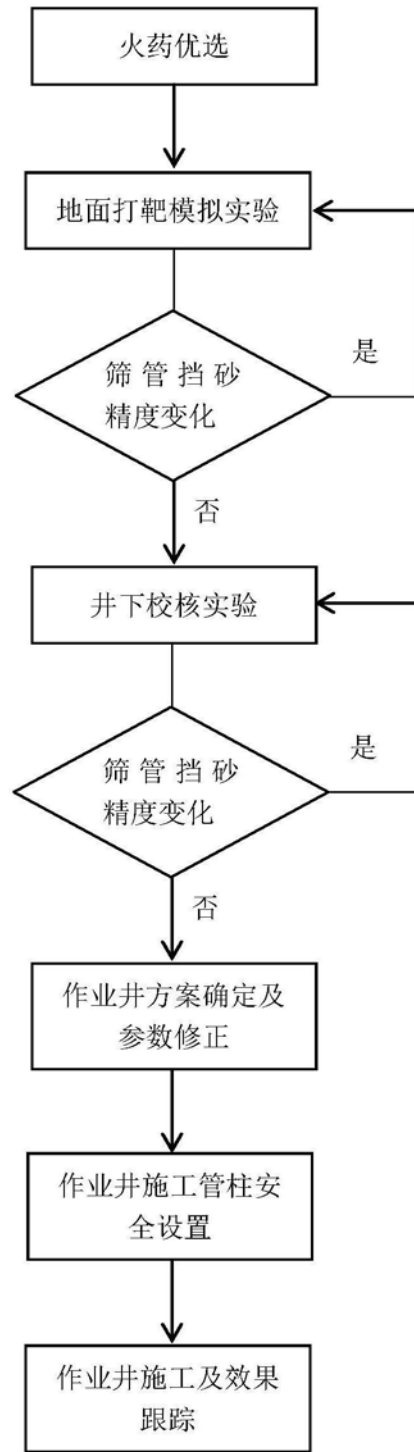 火药优选
地面打靶模拟实验
筛管挡砂
精度变化
是
否
井下校核实验
筛管挡砂
精度变化
是
否
作业井方案确定及
参数修正
作业井施工管柱安
全设置
作业井施工及效果
跟踪